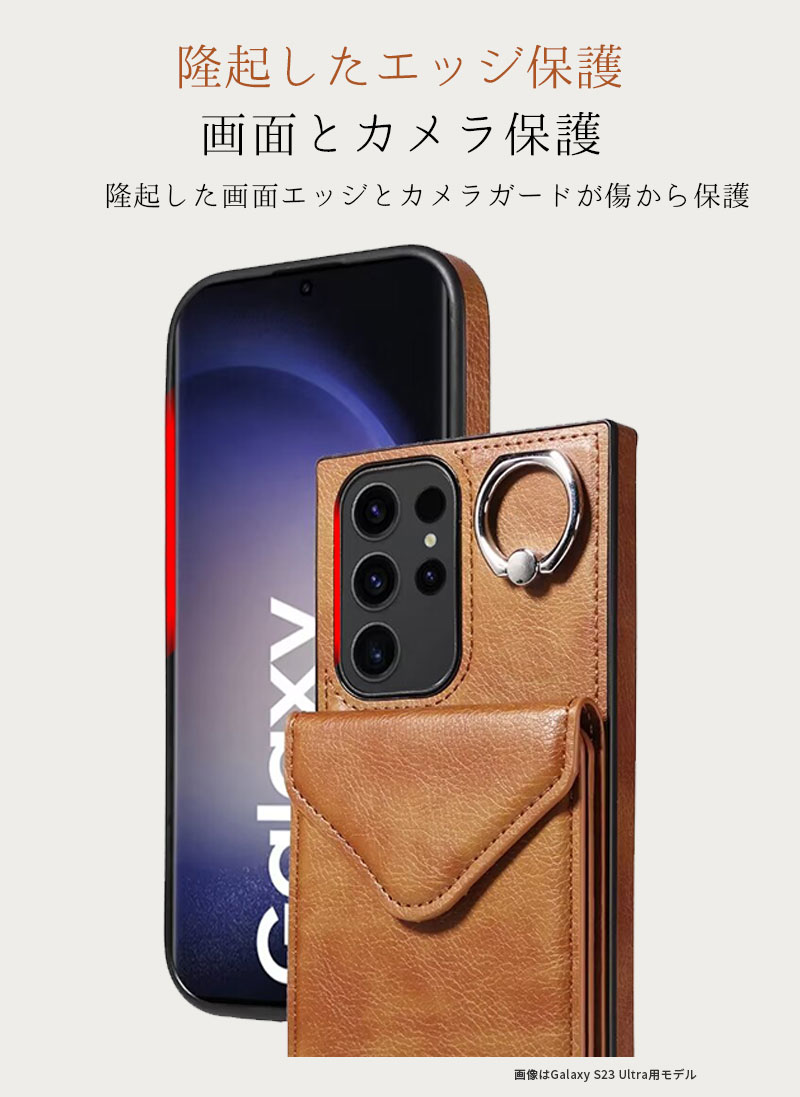 隆起したエッジ保護
画面とカメラ保護
隆起した画面エッジとカメラガードが傷から保護
Galaxy
画像はGalaxy S23 Ultra用モデル